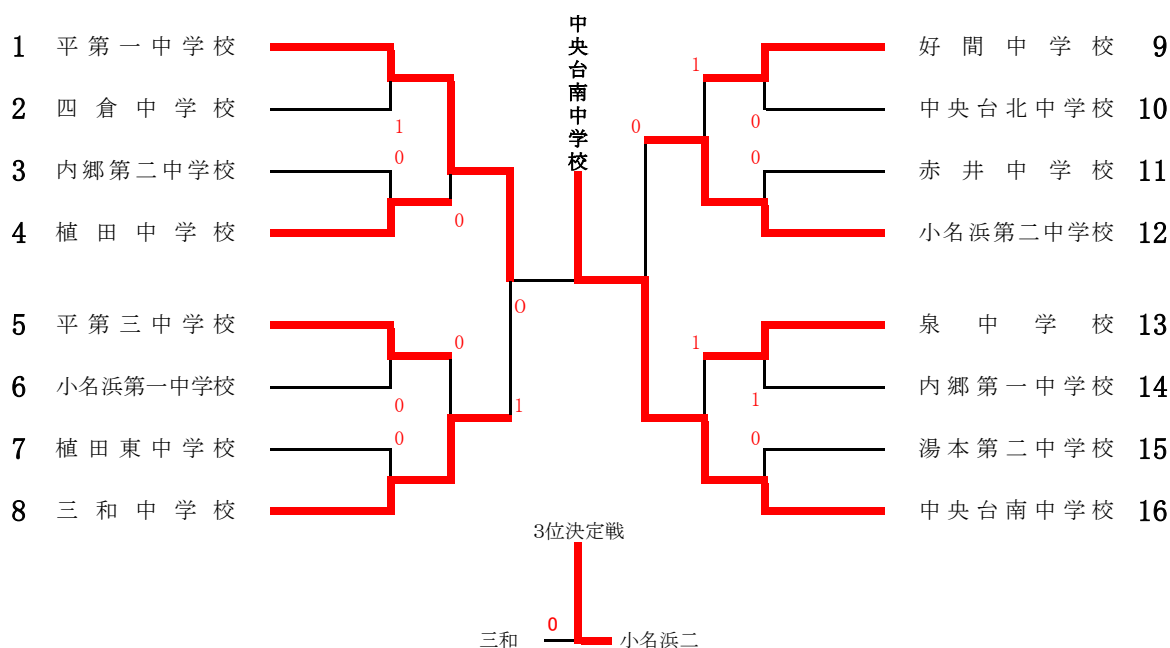 中央台南中学校
1 平第一中学校
2 四倉中学校
3 内郷第二中学校
4 植田中学校
5 平第三中学校
6 小名浜第一中学校
7 植田東中学校
8 三和中学校
1
0
0
0
0
0
1
0
好間中学校 9
中央台北中学校 10
赤井中学校 11
小名浜第二中学校 12
泉中学校 13
内郷第一中学校 14
湯本第二中学校 15
中央台南中学校 16
1
0
0
0
1
1
0
3位決定戦
三和 0 小名浜二